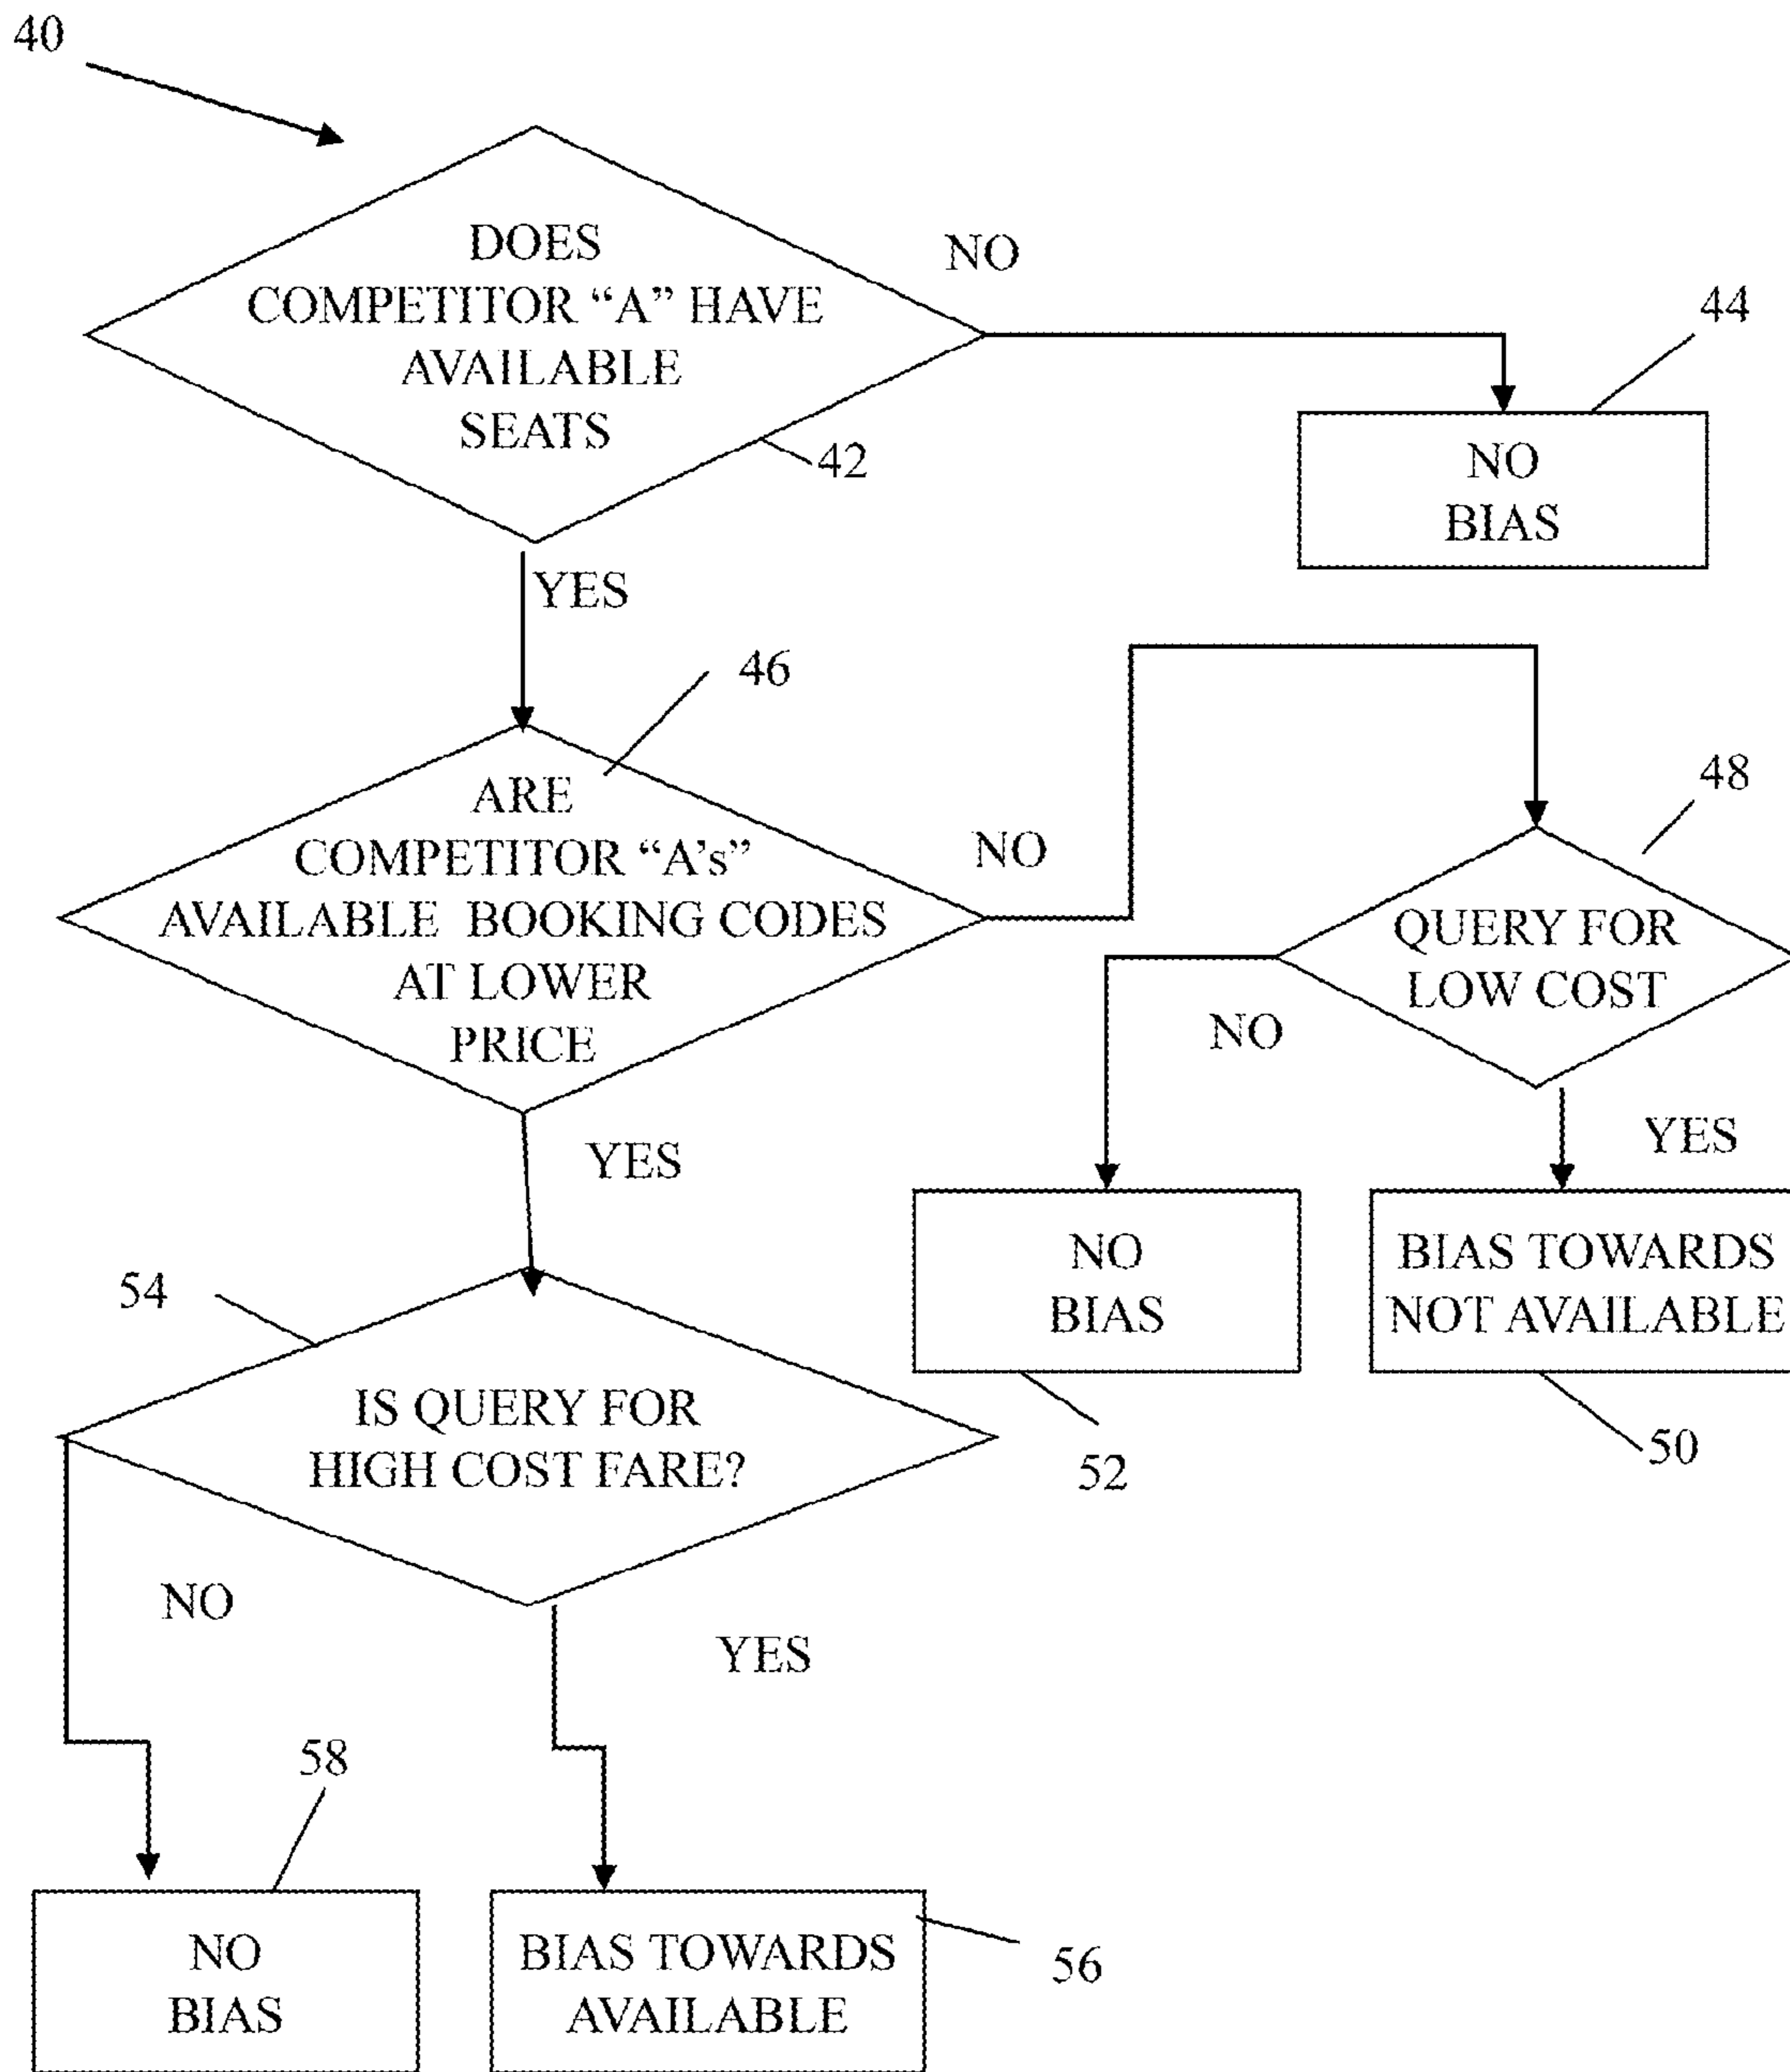 40
DOES
COMPETITOR “A” HAVE
AVAILABLE
SEATS
NO
42
44
NO
BIAS
YES
46
ARE
COMPETITOR “A’s”
AVAILABLE BOOKING CODES
AT LOWER
PRICE
NO
48
QUERY FOR
LOW COST
NO
YES
YES
NO
BIAS
52
BIAS TOWARDS
NOT AVAILABLE
50
54
IS QUERY FOR
HIGH COST FARE?
NO
YES
58
NO
BIAS
BIAS TOWARDS
AVAILABLE
56